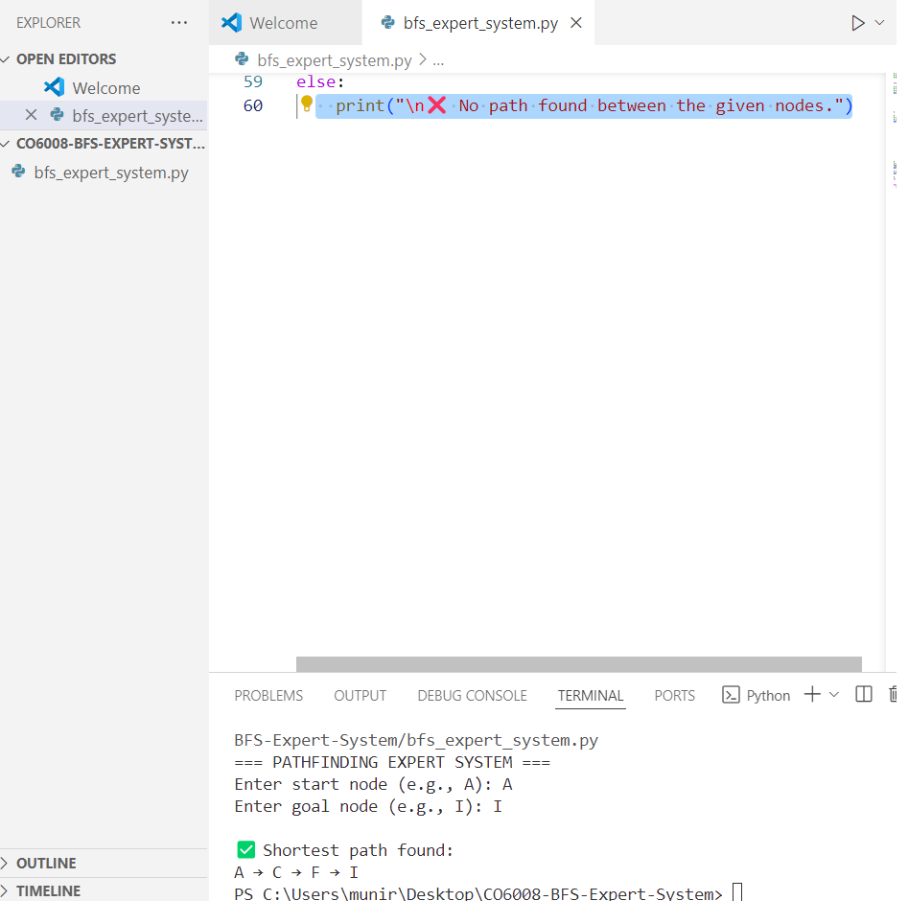 EXPLORER
OPEN EDITORS
Welcome
bfs_expert_syste...
CO6008-BFS-EXPERT-SYST...
bfs_expert_system.py
OUTLINE
TIMELINE
Welcome
bfs_expert_system.py
bfs_expert_system.py > ...
59 else:
60 print("\n❌ No path found between the given nodes.")
PROBLEMS OUTPUT DEBUG CONSOLE TERMINAL PORTS Python
BFS-Expert-System/bfs_expert_system.py
=== PATHFINDING EXPERT SYSTEM ===
Enter start node (e.g., A): A
Enter goal node (e.g., I): I
✅ Shortest path found:
A → C → F → I
PS C:\Users\munir\Desktop\CO6008-BFS-Expert-System>